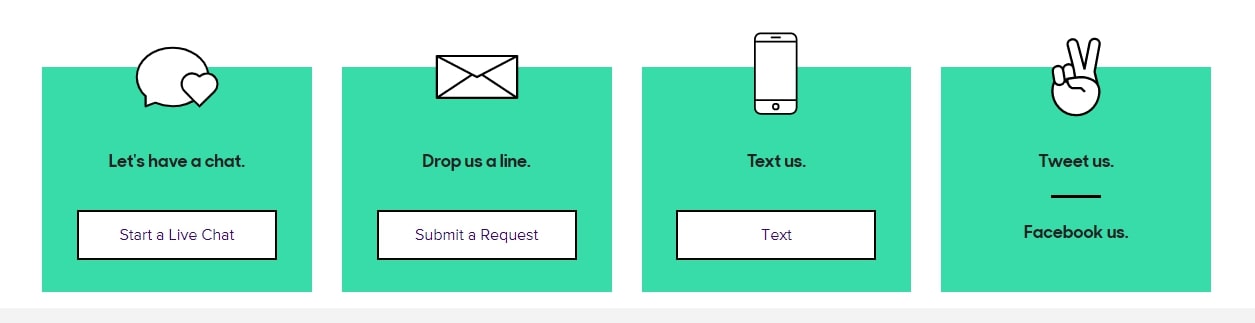 Let's have a chat.
Start a Live Chat
Drop us a line.
Submit a Request
Text us.
Text
Tweet us.
Facebook us.